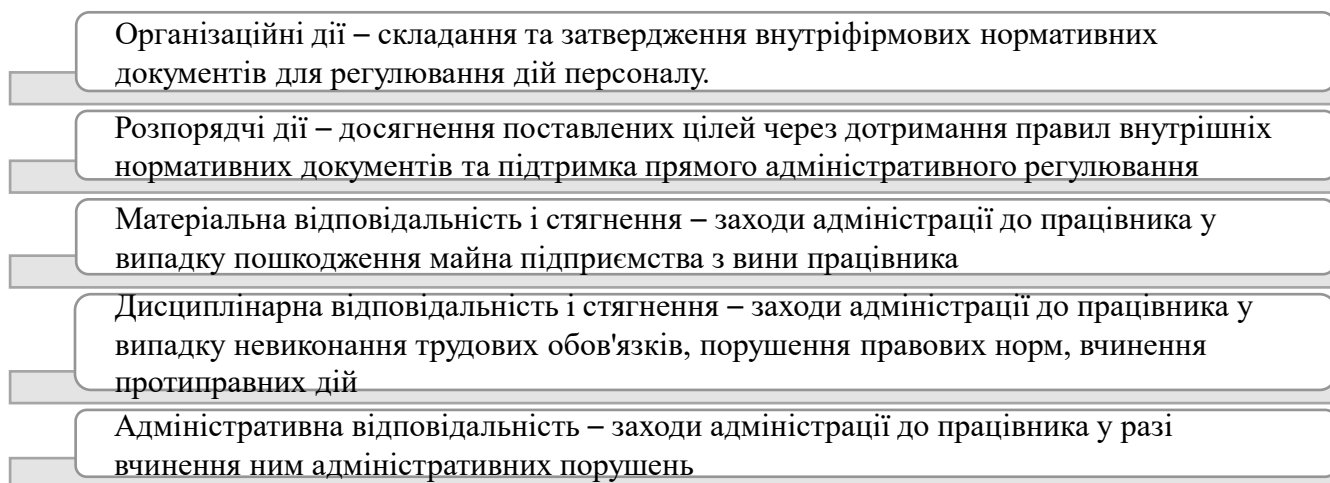 Організаційні дії – складання та затвердження внутріфірмових нормативних
документів для регулювання дій персоналу.
Розпорядчі дії – досягнення поставлених цілей через дотримання правил внутрішніх
нормативних документів та підтримка прямого адміністративного регулювання
Матеріальна відповідальність і стягнення – заходи адміністрації до працівника у
випадку пошкодження майна підприємства з вини працівника
Дисциплінарна відповідальність і стягнення – заходи адміністрації до працівника у
випадку невиконання трудових обов'язків, порушення правових норм, вчинення
протиправних дій
Адміністративна відповідальність – заходи адміністрації до працівника у разі
вчинення ним адміністративних порушень